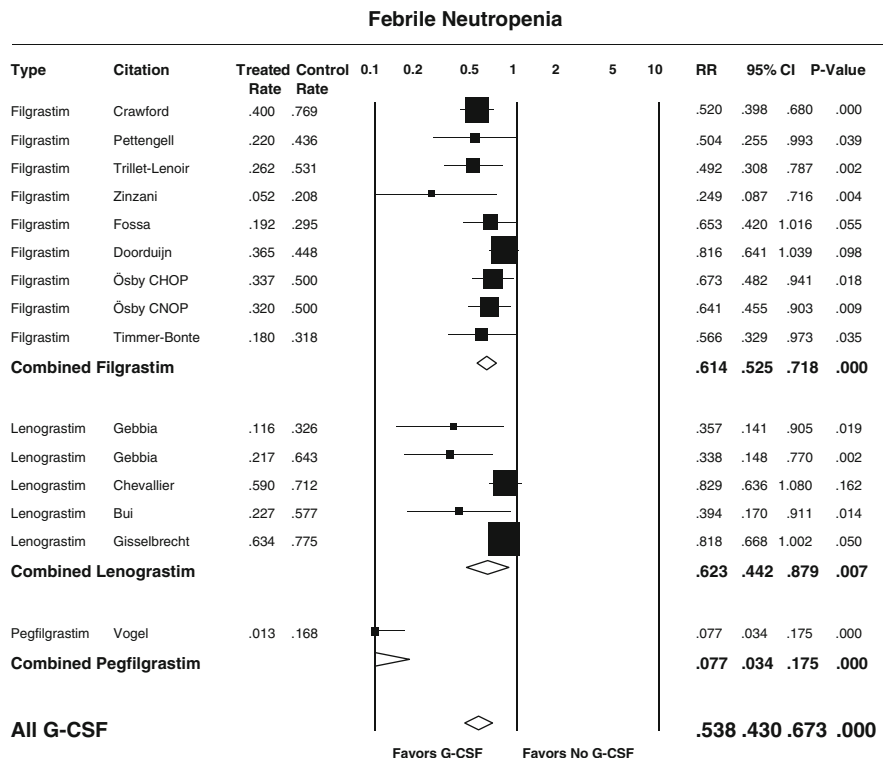 Febrile Neutropenia
Type Citation Treated Rate Control Rate 0.1 0.2 0.5 1 2 5 10 RR 95% CI P-Value
Filgrastim Crawford .400 .769 .520 .398 .680 .000
Filgrastim Pettengell .220 .436 .504 .255 .993 .039
Filgrastim Trillet-Lenoir .262 .531 .492 .308 .787 .002
Filgrastim Zinzani .052 .208 .249 .087 .716 .004
Filgrastim Fossa .192 .295 .653 .420 1.016 .055
Filgrastim Doorduijn .365 .448 .816 .641 1.039 .098
Filgrastim Ösby CHOP .337 .500 .673 .482 .941 .018
Filgrastim Ösby CNOP .320 .500 .641 .455 .903 .009
Filgrastim Timmer-Bonte .180 .318 .566 .329 .973 .035
Combined Filgrastim .614 .525 .718 .000
Lenograstim Gebbia .116 .326 .357 .141 .905 .019
Lenograstim Gebbia .217 .643 .338 .148 .770 .002
Lenograstim Chevallier .590 .712 .829 .636 1.080 .162
Lenograstim Bui .227 .577 .394 .170 .911 .014
Lenograstim Gisselbrecht .634 .775 .818 .668 1.002 .050
Combined Lenograstim .623 .442 .879 .007
Pegfilgrastim Vogel .013 .168 .077 .034 .175 .000
Combined Pegfilgrastim .077 .034 .175 .000
All G-CSF .538 .430 .673 .000
Favors G-CSF Favors No G-CSF